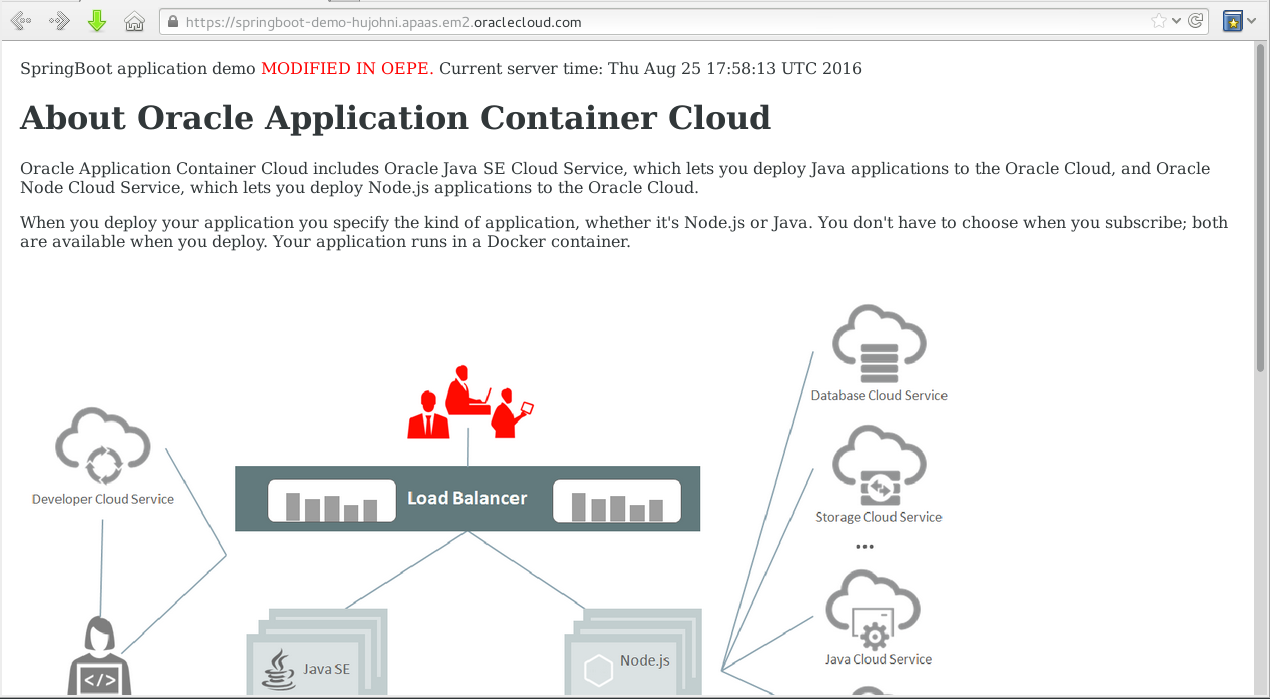 https://springboot-demo-hujohni.apaas.em2.oraclecloud.com
SpringBoot application demo MODIFIED IN OEPE. Current server time: Thu Aug 25 17:58:13 UTC 2016
About Oracle Application Container Cloud
Oracle Application Container Cloud includes Oracle Java SE Cloud Service, which lets you deploy Java applications to the Oracle Cloud, and Oracle
Node Cloud Service, which lets you deploy Node.js applications to the Oracle Cloud.
When you deploy your application you specify the kind of application, whether it's Node.js or Java. You don't have to choose when you subscribe; both
are available when you deploy. Your application runs in a Docker container.
Database Cloud Service
Developer Cloud Service
Load Balancer
Storage Cloud Service
...
Java Cloud Service
</>
Java SE
Node.js